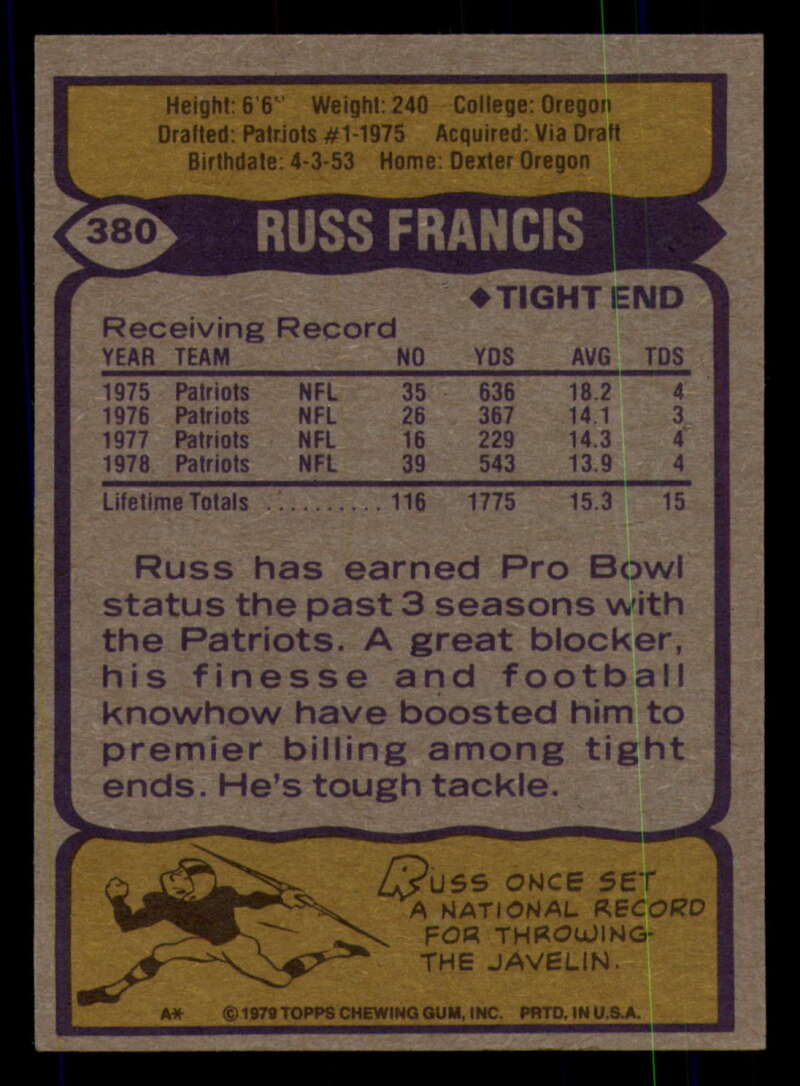 Height: 6'6" Weight: 240 College: Oregon
Drafted: Patriots #1-1975 Acquired: Via Draft
Birthdate: 4-3-53 Home: Dexter Oregon
380 RUSS FRANCIS
◆TIGHT END
Receiving Record
YEAR TEAM NO YDS AVG TDS
1975 Patriots NFL 35 636 18.2 4
1976 Patriots NFL 26 367 14.1 3
1977 Patriots NFL 16 229 14.3 4
1978 Patriots NFL 39 543 13.9 4
Lifetime Totals .......... 116 1775 15.3 15
Russ has earned Pro Bowl
status the past 3 seasons with
the Patriots. A great blocker,
his finesse and football
knowhow have boosted him to
premier billing among tight
ends. He's tough tackle.
RUSS ONCE SET
A NATIONAL RECORD
FOR THROWING
THE JAVELIN.
A* ©1979 TOPPS CHEWING GUM, INC. PRTD. IN U.S.A.